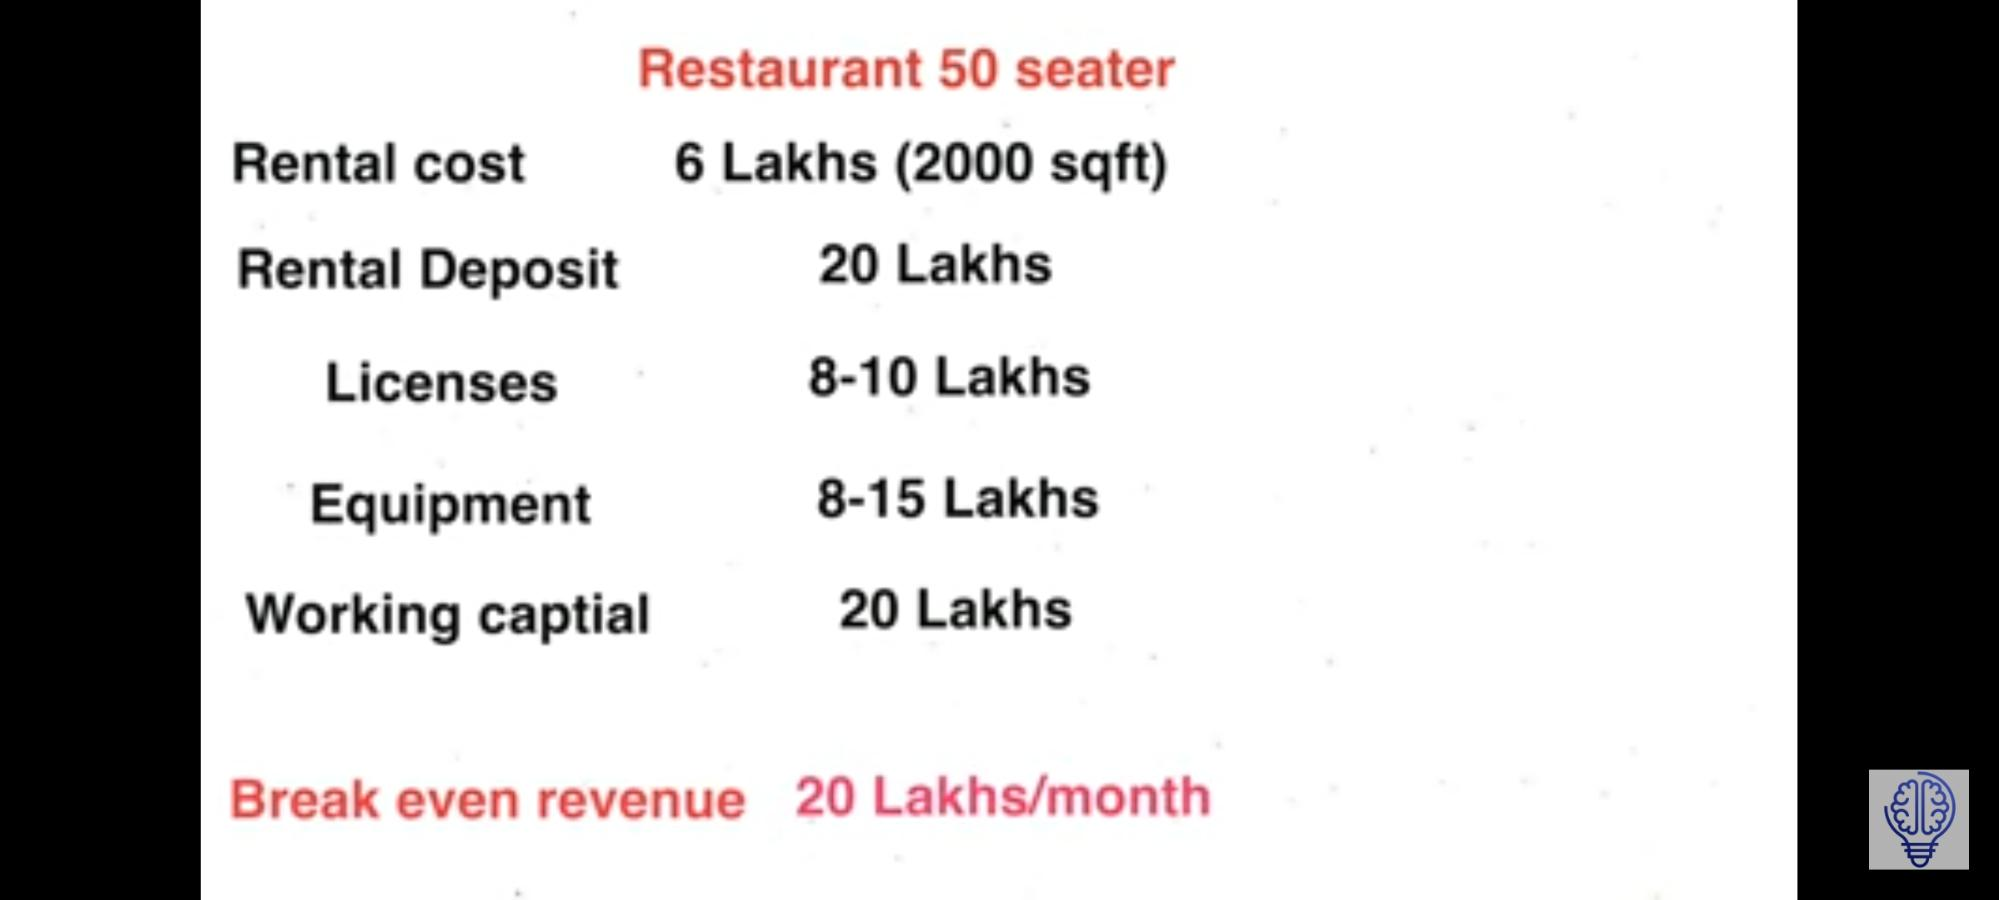 Restaurant 50 seater
Rental cost 6 Lakhs (2000 sqft)
Rental Deposit 20 Lakhs
Licenses 8-10 Lakhs
Equipment 8-15 Lakhs
Working captial 20 Lakhs
Break even revenue 20 Lakhs/month